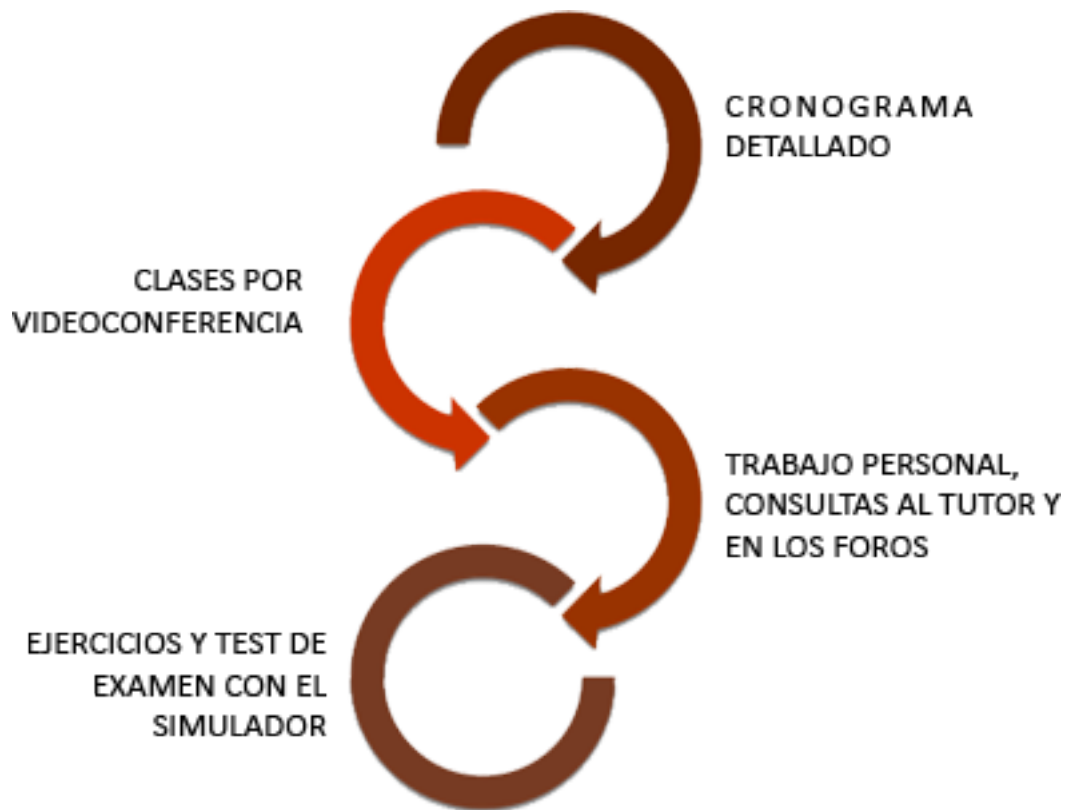 CRONOGRAMA
DETALLADO
CLASES POR
VIDEOCONFERENCIA
TRABAJO PERSONAL,
CONSULTAS AL TUTOR Y
EN LOS FOROS
EJERCICIOS Y TEST DE
EXAMEN CON EL
SIMULADOR